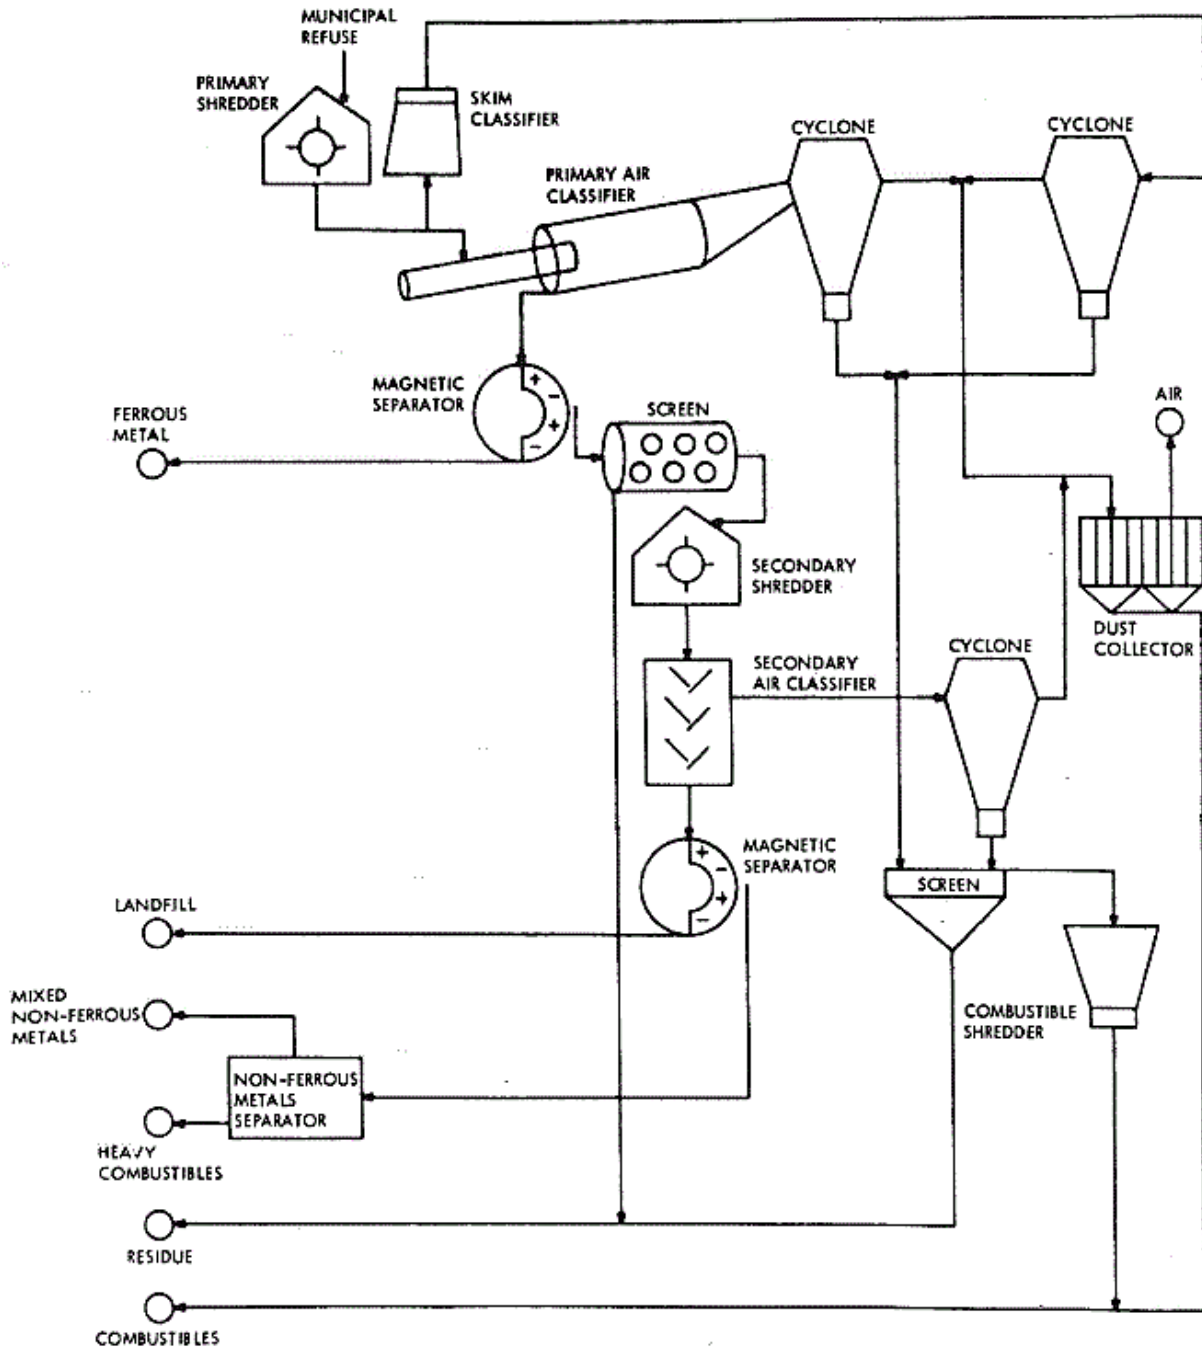 MUNICIPAL
REFUSE
PRIMARY
SHREDDER
SKIM
CLASSIFIER
CYCLONE
CYCLONE
PRIMARY AIR
CLASSIFIER
MAGNETIC
SEPARATOR
+
-
+
-
SCREEN
AIR
FERROUS
METAL
SECONDARY
SHREDDER
DUST
COLLECTOR
CYCLONE
SECONDARY
AIR CLASSIFIER
MAGNETIC
SEPARATOR
+
-
+
-
SCREEN
LANDFILL
MIXED
NON-FERROUS
METALS
COMBUSTIBLE
SHREDDER
NON-FERROUS
METALS
SEPARATOR
HEAVY
COMBUSTIBLES
RESIDUE
COMBUSTIBLES